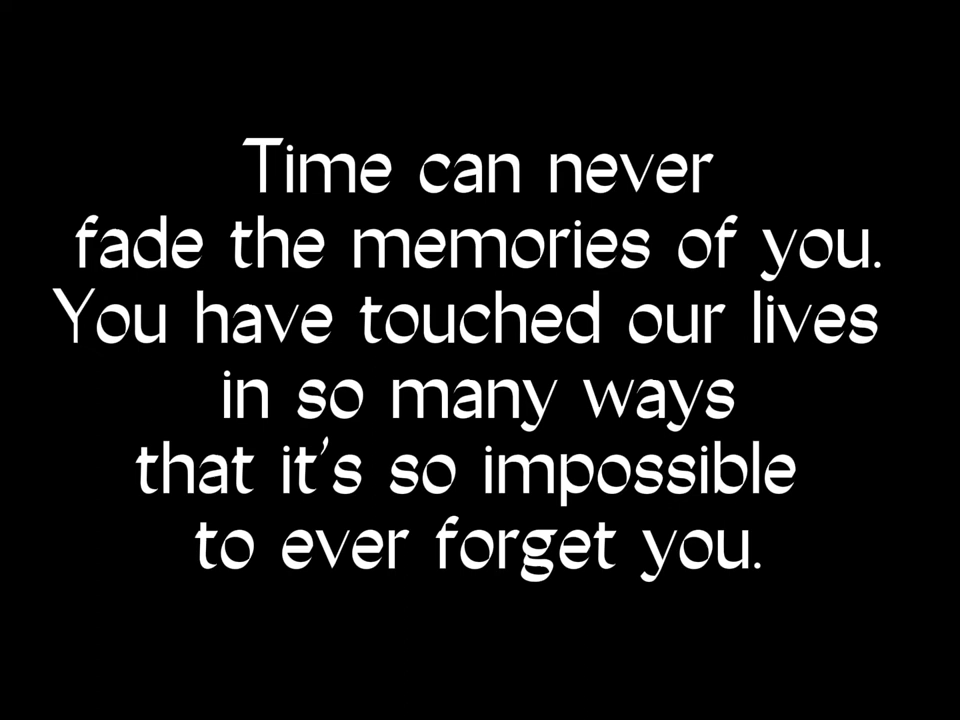 Time can never
fade the memories of you.
You have touched our lives
in so many ways
that it's so impossible
to ever forget you.